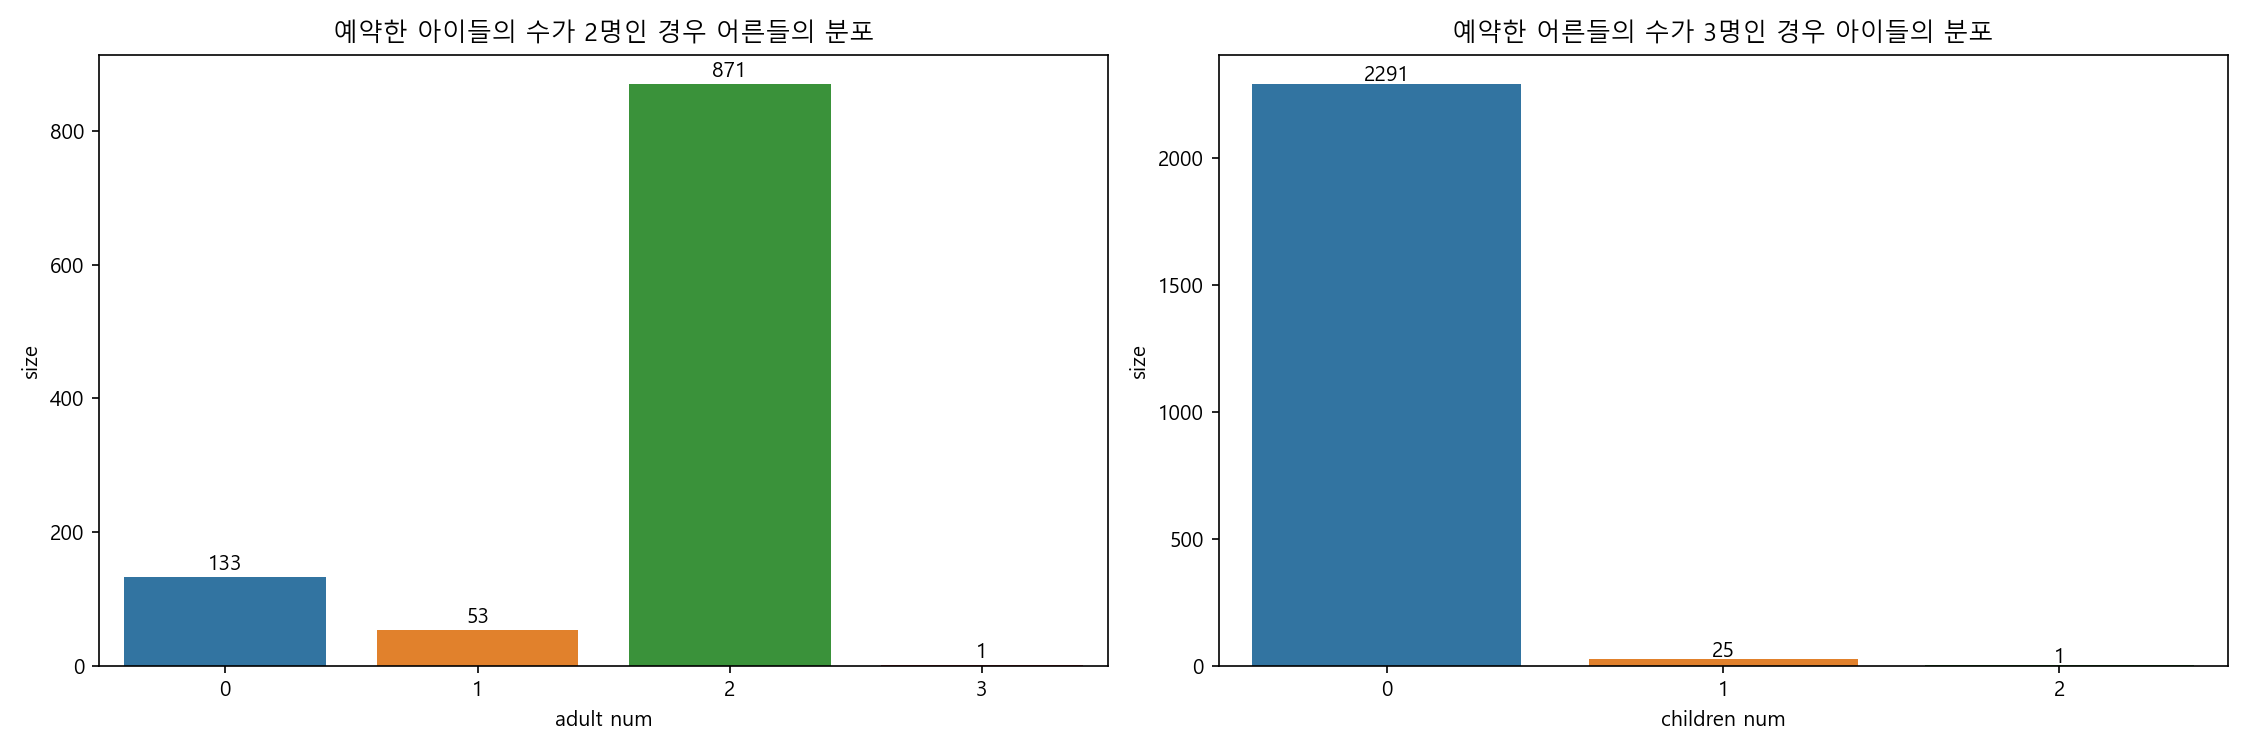 예약한 아이들의 수가 2명인 경우 어른들의 분포
871
800
600
size
400
200
133
53
1
0
0 1 2 3
adult num
예약한 어른들의 수가 3명인 경우 아이들의 분포
2291
2000
1500
size
1000
500
25
1
0
0 1 2
children num